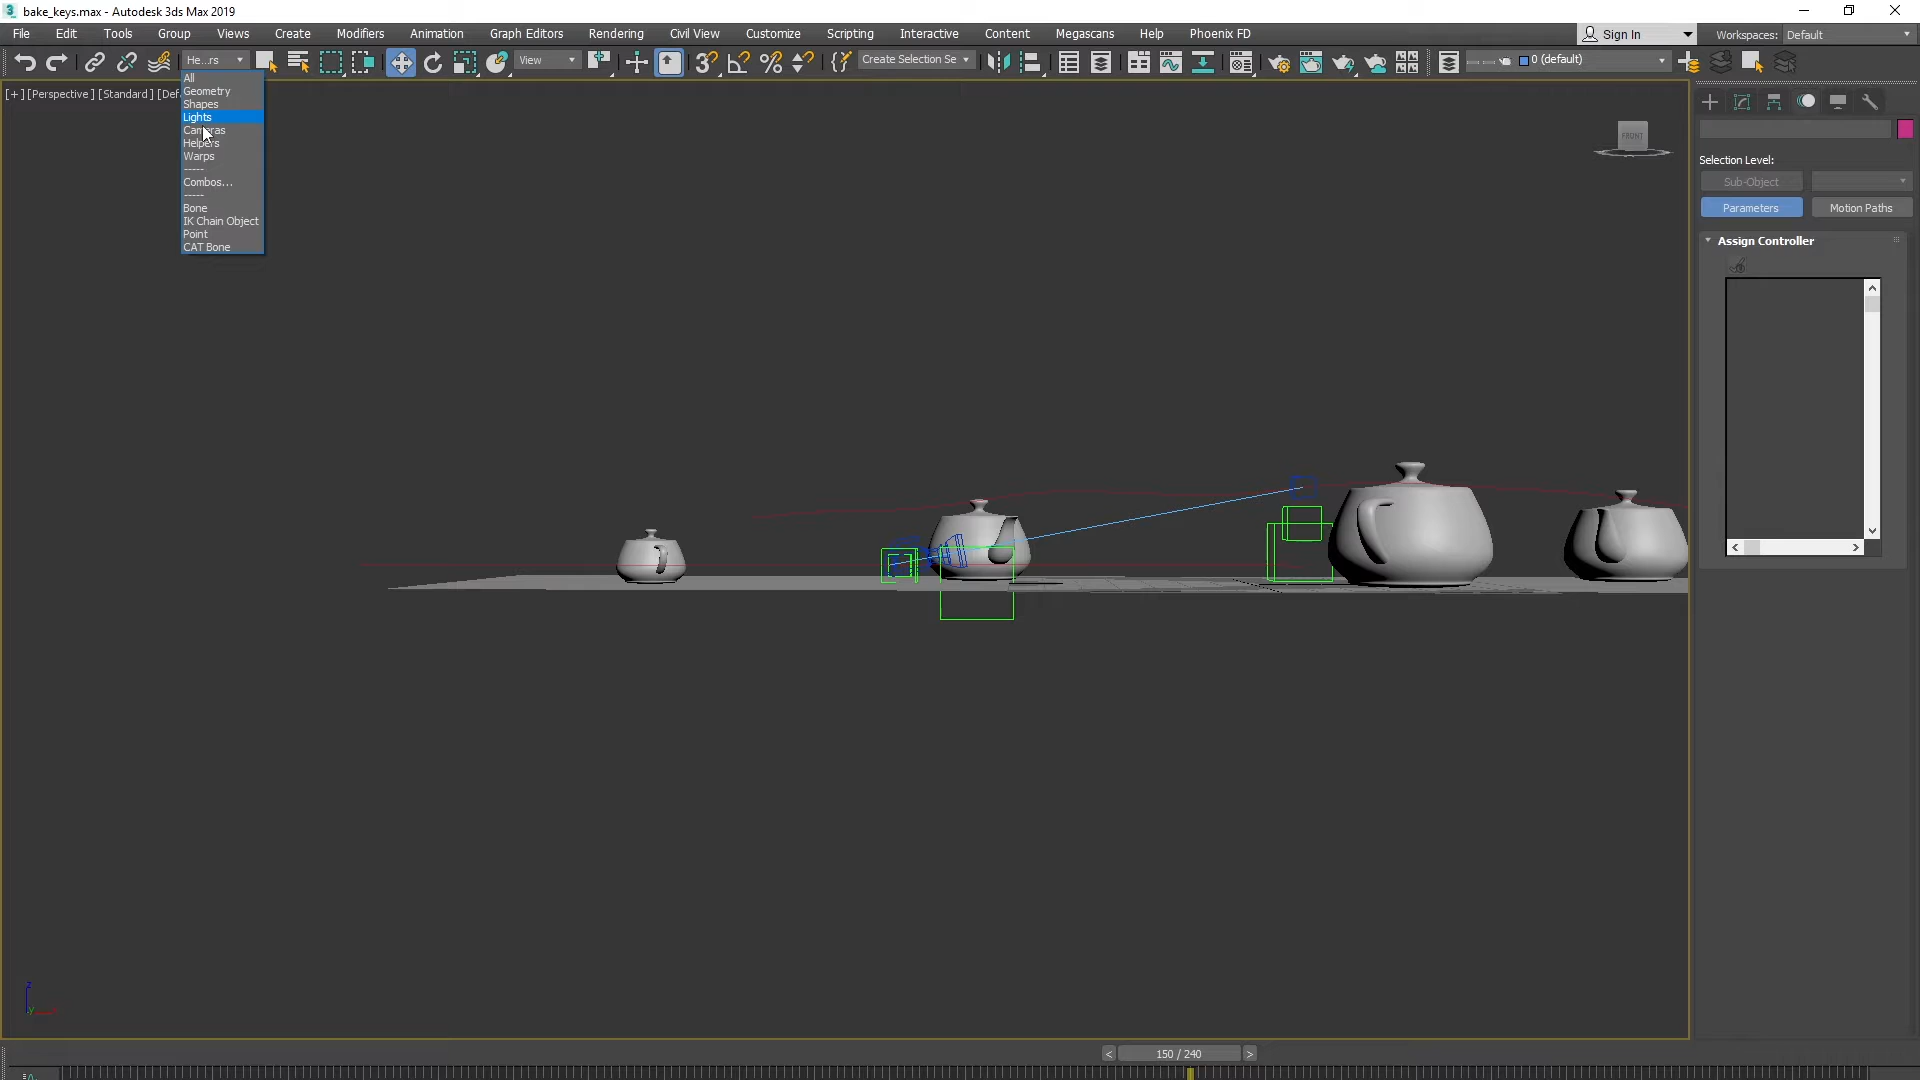 bake_keys.max - Autodesk 3ds Max 2019
File Edit Tools Group Views Create Modifiers Animation Graph Editors Rendering Civil View Customize Scripting Interactive Content Megascans Help Phoenix FD
Sign In Workspaces: Default
He...rs View Create Selection Se 0 (default)
[+] [Perspective ] [Standard ] [Def
All
Geometry
Shapes
Lights
Cameras
Helpers
Warps
-----
Combos...
-----
Bone
IK Chain Object
Point
CAT Bone
FRONT
Selection Level:
Sub-Object
Parameters Motion Paths
Assign Controller
z
y
< 150 / 240 >